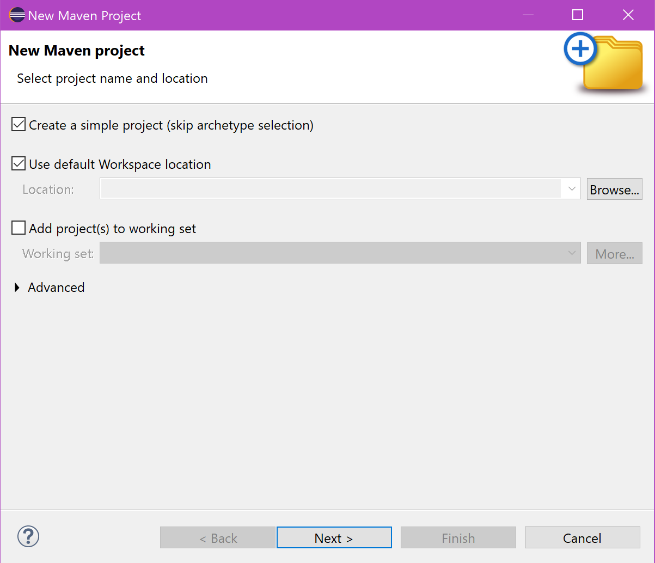 New Maven Project
New Maven project
Select project name and location
Create a simple project (skip archetype selection)
Use default Workspace location
Location:
Browse...
Add project(s) to working set
Working set:
More...
Advanced
< Back
Next >
Finish
Cancel